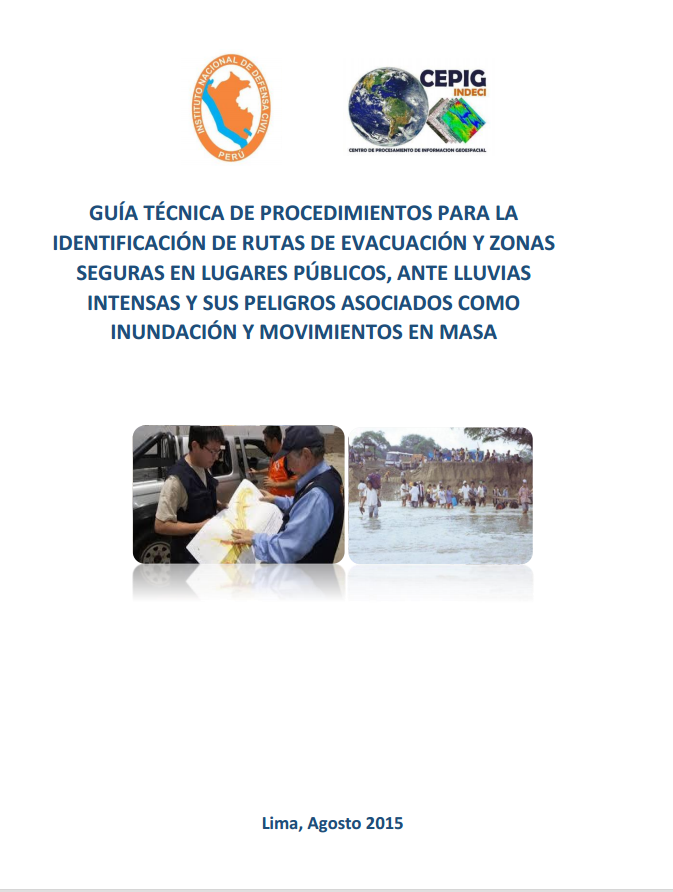 INSTITUTO NACIONAL DE DEFENSA CIVIL
PERÚ
CEPIG
INDECI
CENTRO DE PROCESAMIENTO DE INFORMACION GEOESPACIAL
GUÍA TÉCNICA DE PROCEDIMIENTOS PARA LA
IDENTIFICACIÓN DE RUTAS DE EVACUACIÓN Y ZONAS
SEGURAS EN LUGARES PÚBLICOS, ANTE LLUVIAS
INTENSAS Y SUS PELIGROS ASOCIADOS COMO
INUNDACIÓN Y MOVIMIENTOS EN MASA
Lima, Agosto 2015